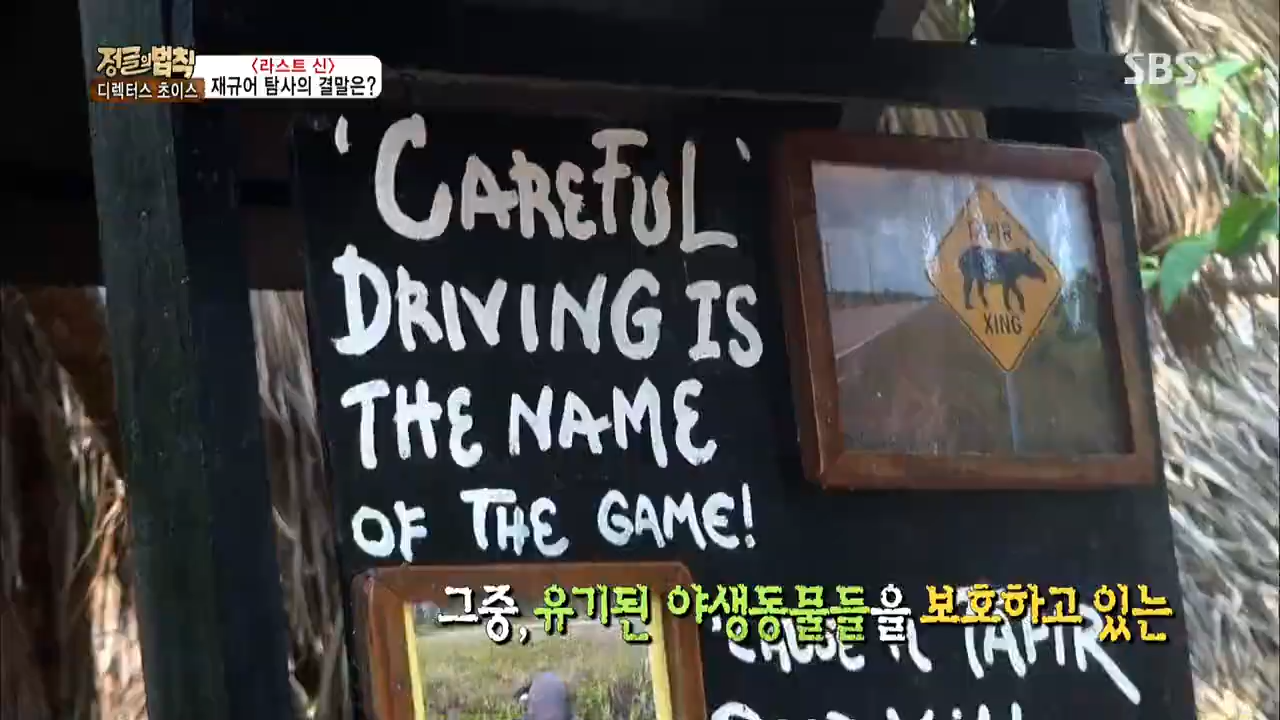 정글의 법칙
디렉터스 초이스
<라스트 신>
재규어 탐사의 결말은?
SBS
'CAREFUL'
DRIVING IS
THE NAME
OF THE GAME!
TAPIR
XING
그중, 유기된 야생동물들을 보호하고 있는
TAPIR